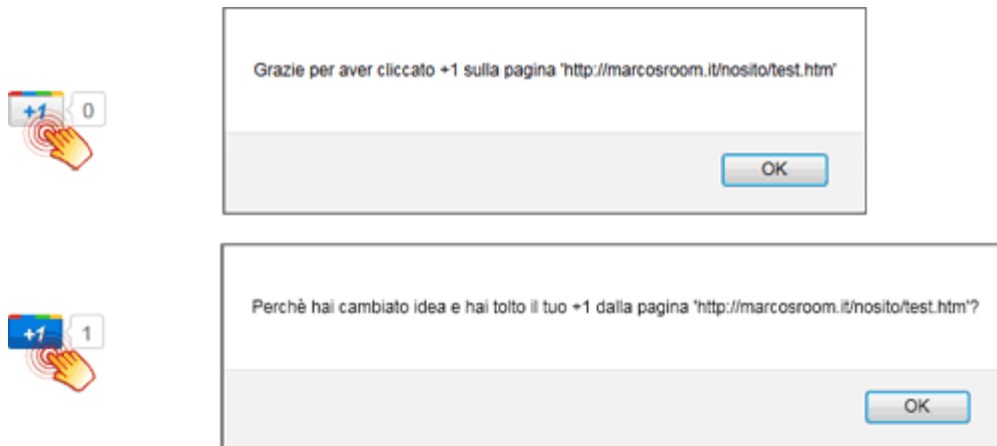 Grazie per aver cliccato +1 sulla pagina 'http://marcosroom.it/nosito/test.htm'
+1 0
OK
Perchè hai cambiato idea e hai tolto il tuo +1 dalla pagina 'http://marcosroom.it/nosito/test.htm'?
+1 1
OK